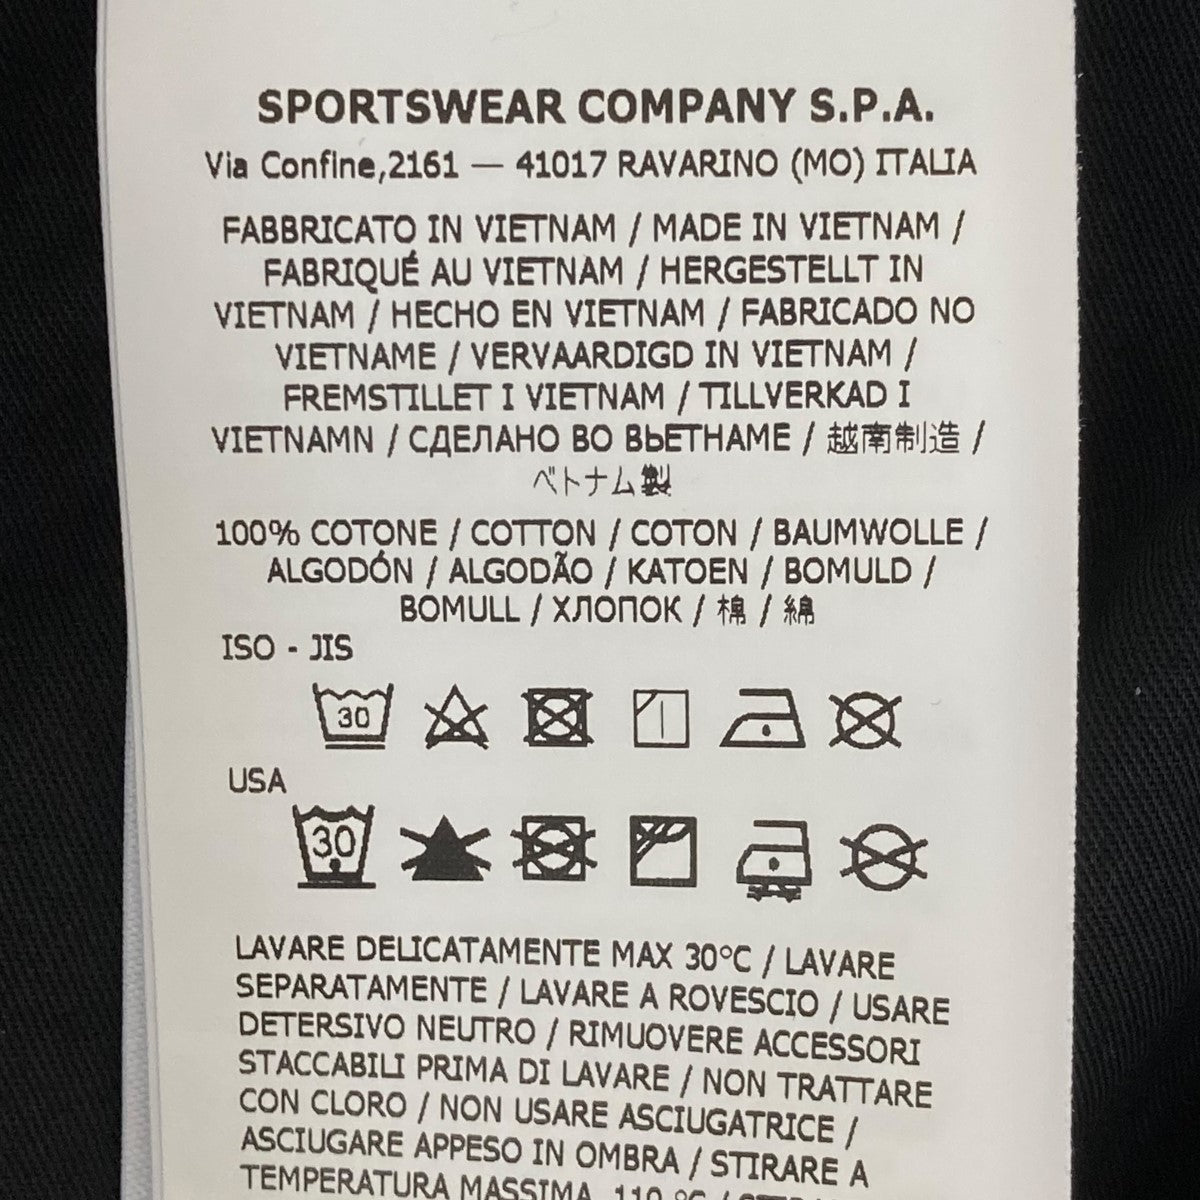 SPORTSWEAR COMPANY S.P.A.
Via Confine,2161 — 41017 RAVARINO (MO) ITALIA
FABBRICATO IN VIETNAM / MADE IN VIETNAM /
FABRIQUÉ AU VIETNAM / HERGESTELLT IN
VIETNAM / HECHO EN VIETNAM / FABRICADO NO
VIETNAME / VERVAARDIGD IN VIETNAM /
FREMSTILLET I VIETNAM / TILLVERKAD I
VIETNAMN / СДЕЛАНО ВО ВЬЕТНАМЕ / 越南制造 /
ベトナム製
100% COTONE / COTTON / COTON / BAUMWOLLE /
ALGODÓN / ALGODÃO / KATOEN / BOMULD /
BOMULL / ХЛОПОК / 棉 / 綿
ISO - JIS
30
USA
30
LAVARE DELICATAMENTE MAX 30°C / LAVARE
SEPARATAMENTE / LAVARE A ROVESCIO / USARE
DETERSIVO NEUTRO / RIMUOVERE ACCESSORI
STACCABILI PRIMA DI LAVARE / NON TRATTARE
CON CLORO / NON USARE ASCIUGATRICE /
ASCIUGARE APPESO IN OMBRA / STIRARE A
TEMPERATURA MASSIMA 110 °C /